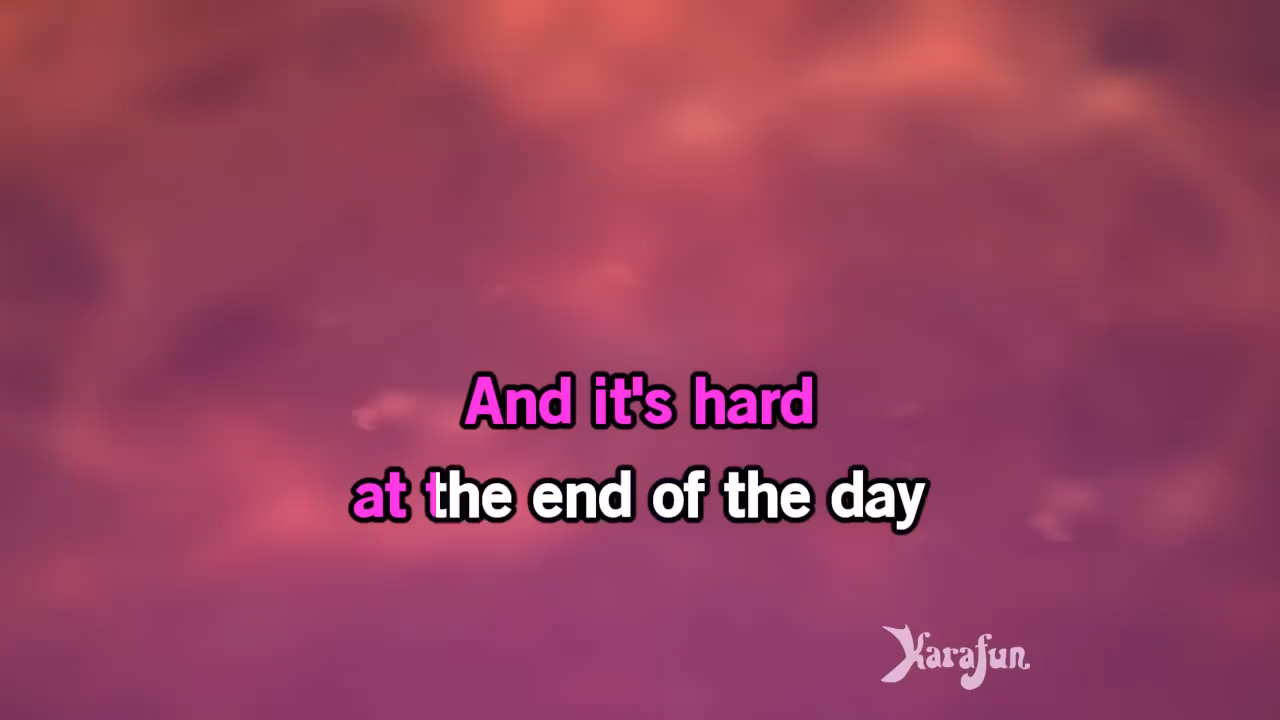 And it's hard
at the end of the day
Karafun